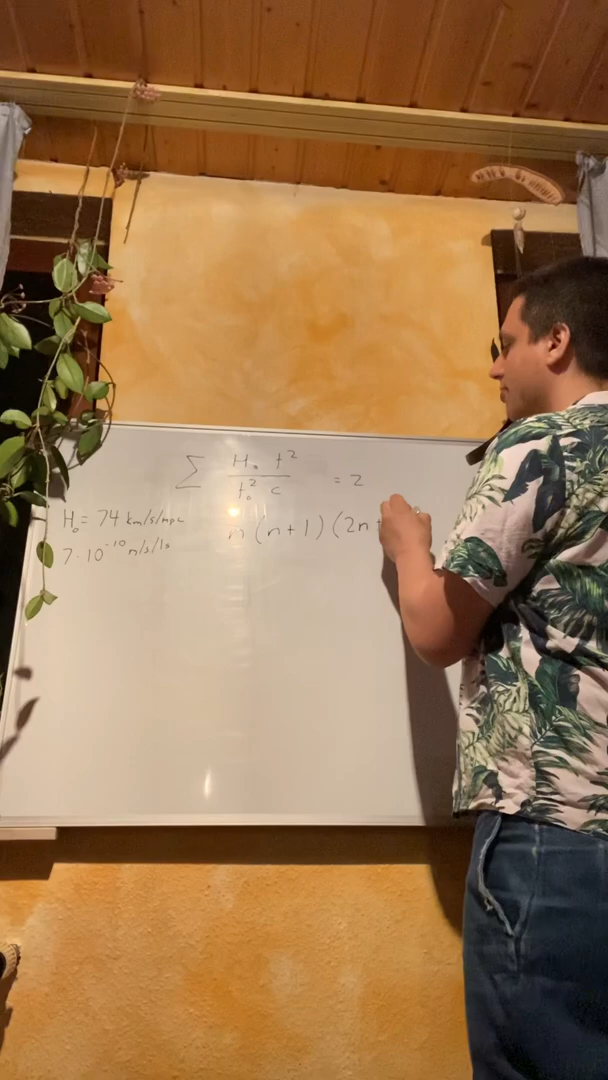 ∑ H₀ t² / t₀² c = 2
H₀ = 74 km/s/mpc
n(n+1)(2n
7·10⁻¹⁰ m/s/ls